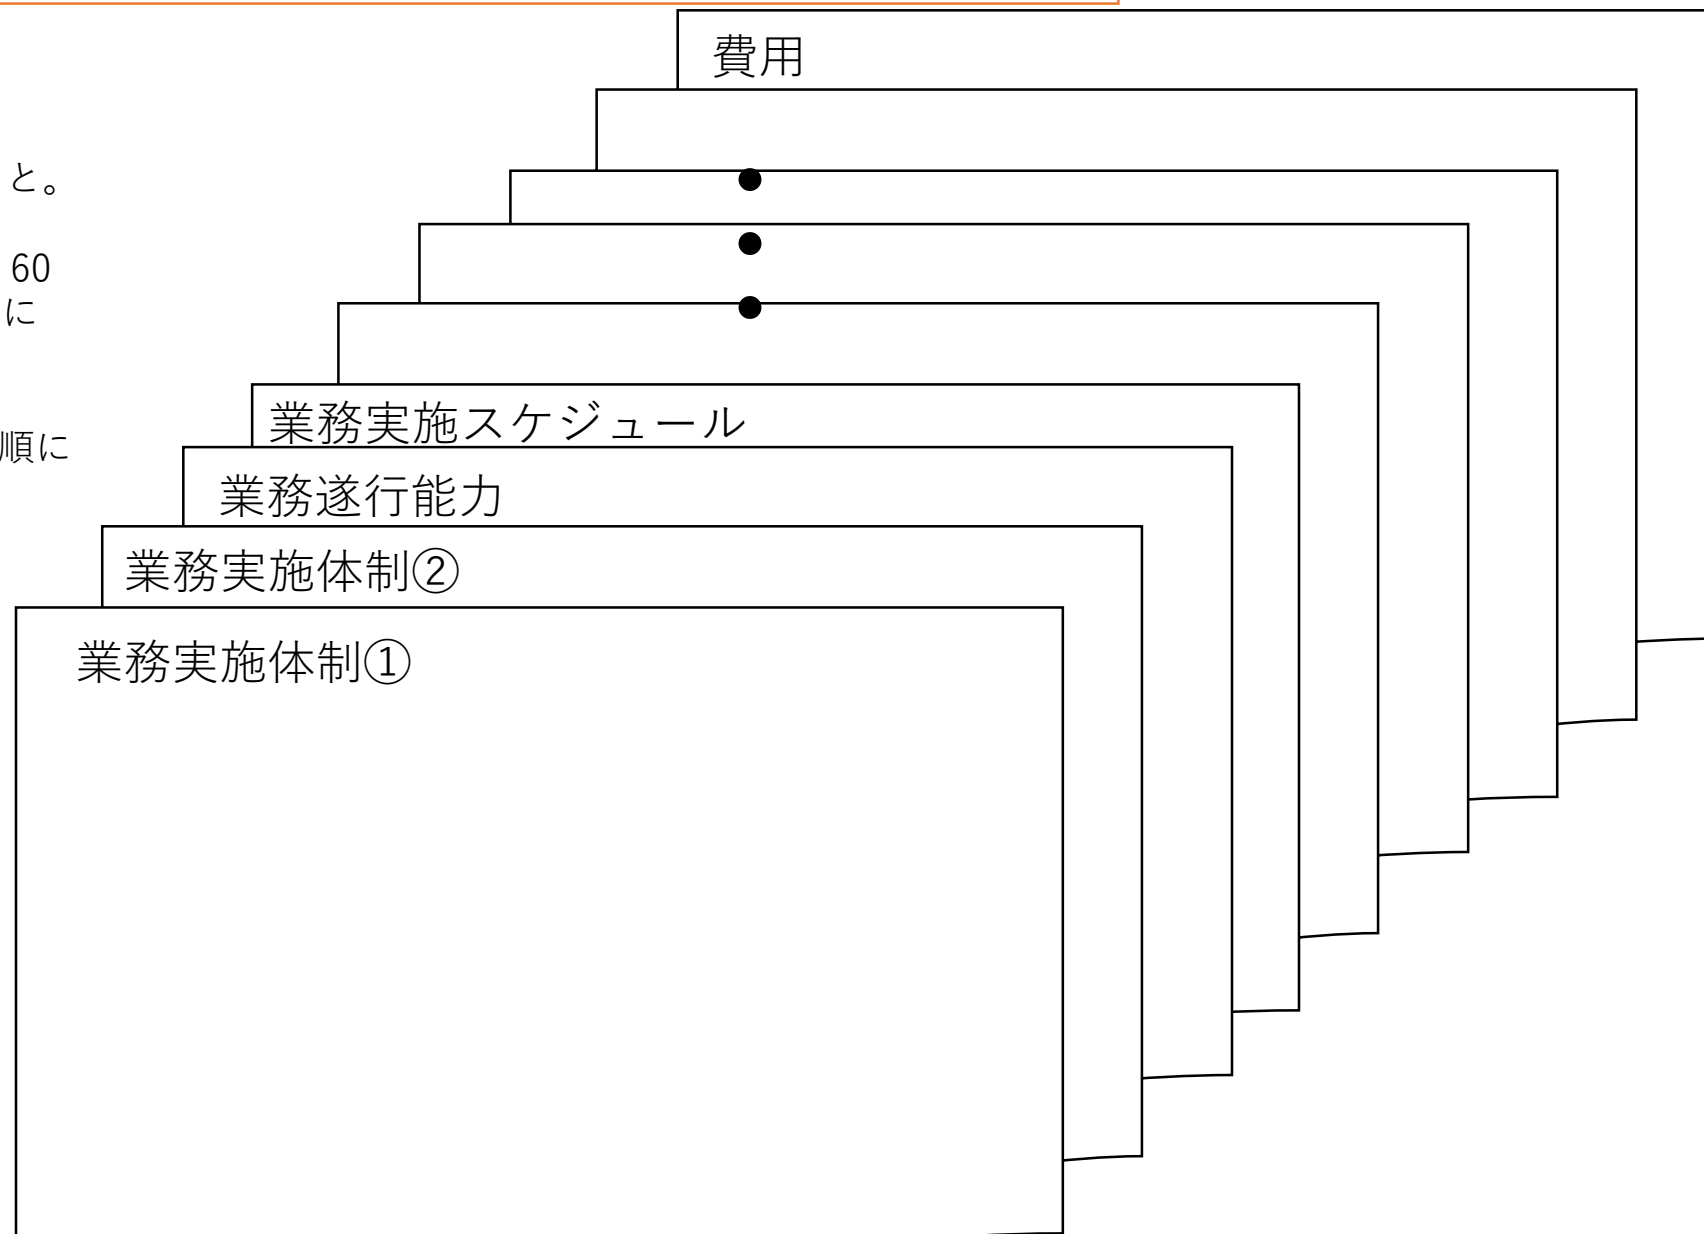 費用
と。
60
に
順に
業務実施スケジュール
業務遂行能力
業務実施体制②
業務実施体制①